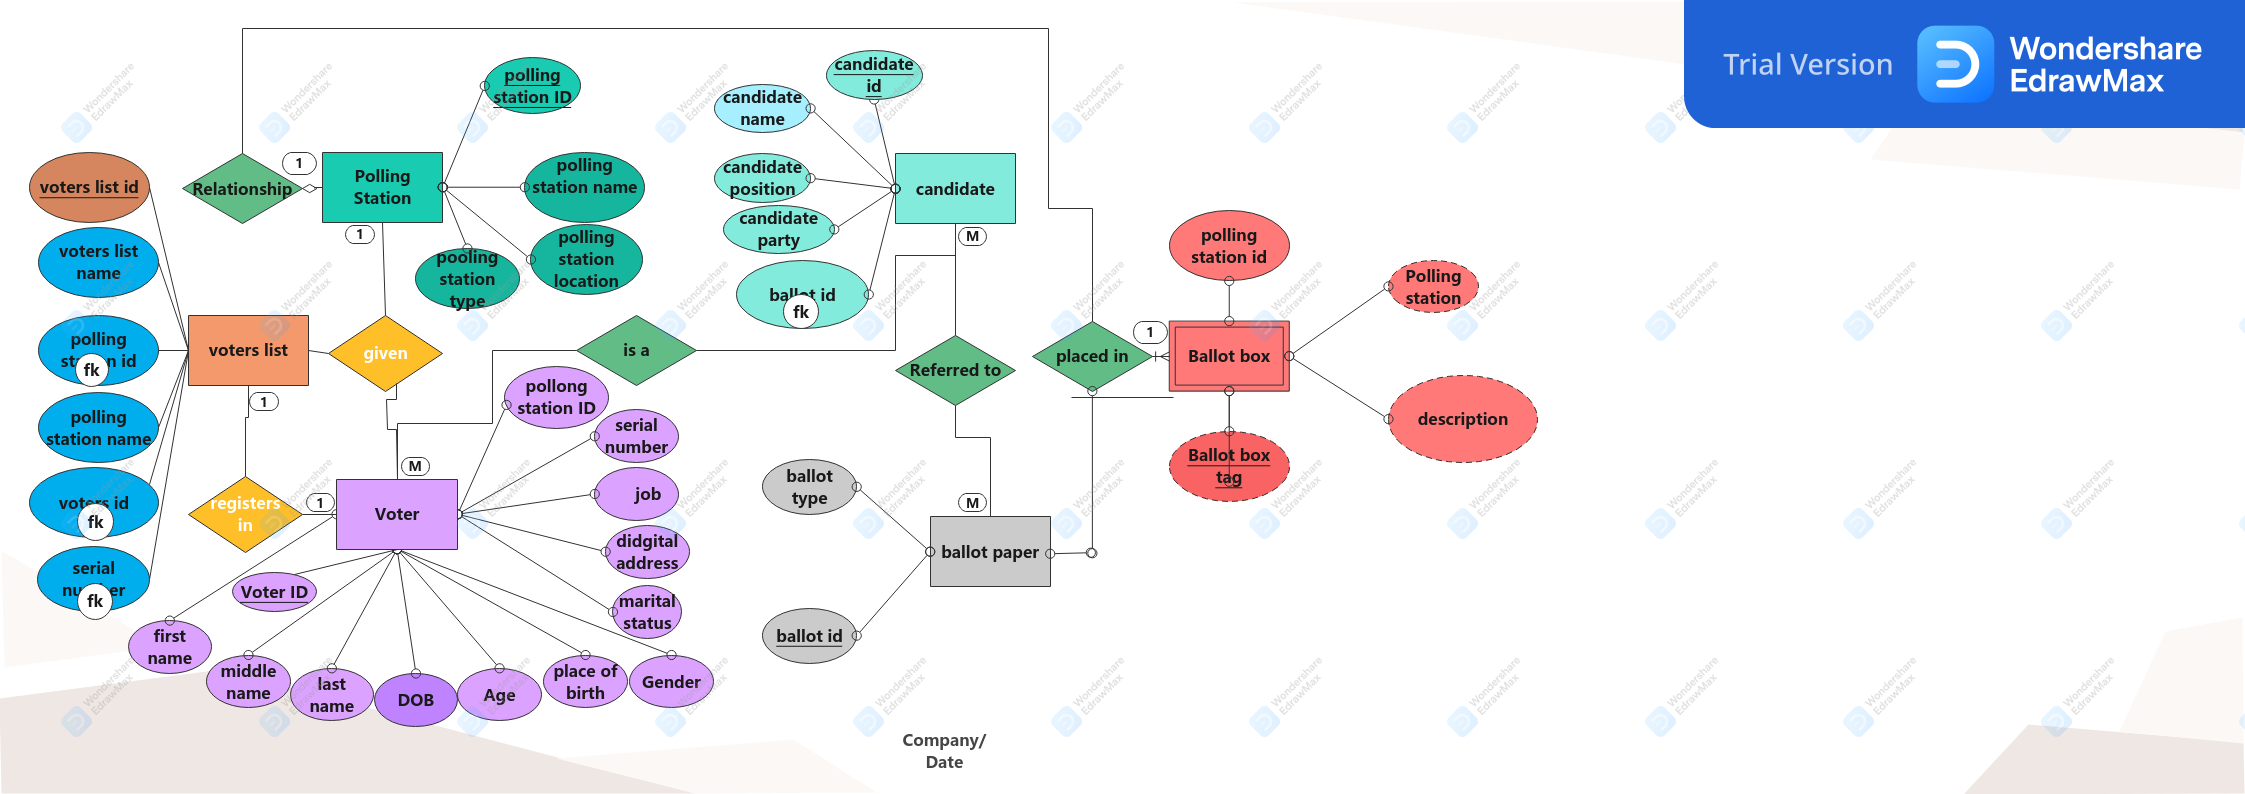 Trial Version
Wondershare
EdrawMax
polling
station ID
candidate
id
candidate
name
1
Relationship
Polling
Station
polling
station name
voters list id
candidate
position
candidate
candidate
party
1
M
polling
station
location
pooling
station
type
voters list
name
ballot id
fk
polling
station id
Polling
station
polling
station id
fk
voters list
given
is a
Referred to
placed in
1
Ballot box
description
1
pollong
station ID
polling
station name
serial
number
M
Ballot box
tag
voters id
fk
registers
in
1
Voter
job
ballot
type
M
didgital
address
ballot paper
serial
number
fk
Voter ID
marital
status
ballot id
first
name
middle
name
last
name
DOB
Age
place of
birth
Gender
Company/
Date
Wondershare
EdrawMax